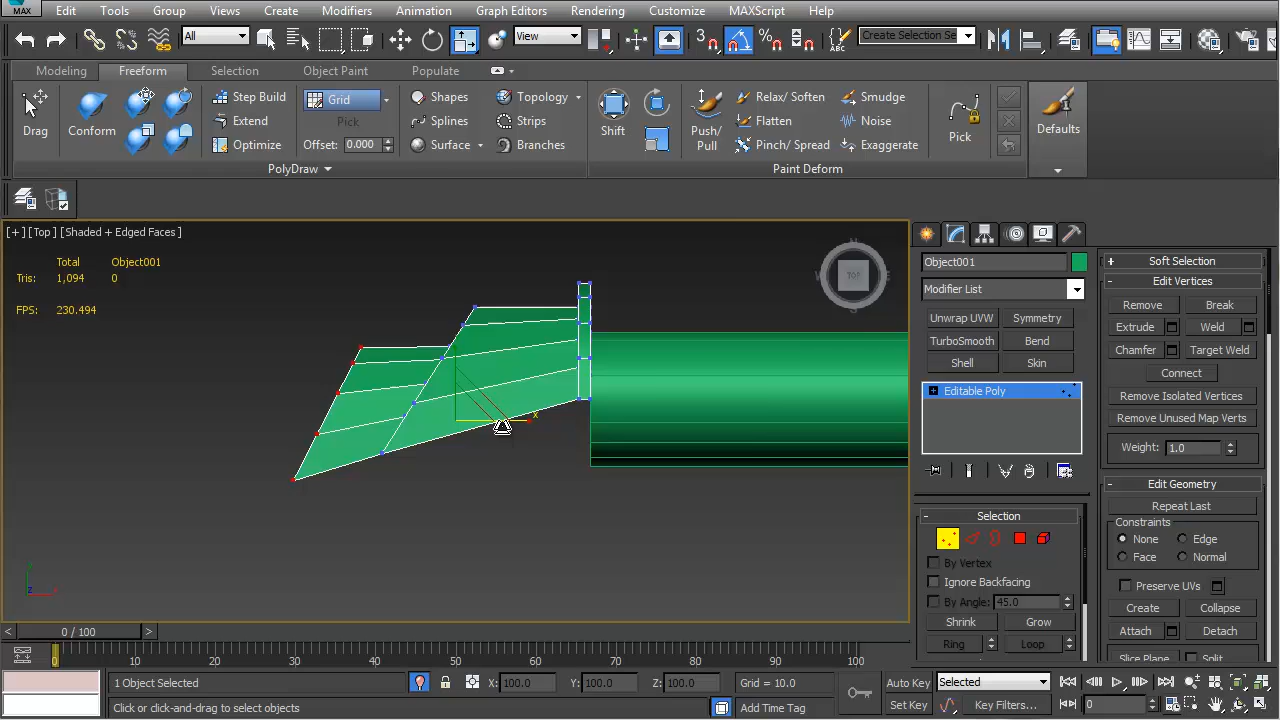 MAX Edit Tools Group Views Create Modifiers Animation Graph Editors Rendering Customize MAXScript Help
All View 3 ABC Create Selection Se
Modeling Freeform Selection Object Paint Populate
Drag Conform Step Build Extend Optimize Grid Pick Offset: 0.000 Shapes Splines Surface Topology Strips Branches Shift Push/ Pull Relax/ Soften Flatten Pinch/ Spread Smudge Noise Exaggerate Pick Defaults
PolyDraw Paint Deform
[+] [Top] [Shaded + Edged Faces]
Total Object001
Tris: 1,094 0
FPS: 230.494
TOP
x
Object001
Modifier List
Unwrap UVW Symmetry
TurboSmooth Bend
Shell Skin
Editable Poly
Selection
By Vertex
Ignore Backfacing
By Angle: 45.0
Shrink Grow
Ring Loop
Soft Selection
Edit Vertices
Remove Break
Extrude Weld
Chamfer Target Weld
Connect
Remove Isolated Vertices
Remove Unused Map Verts
Weight: 1.0
Edit Geometry
Repeat Last
Constraints
None Edge
Face Normal
Preserve UVs
Create Collapse
Attach Detach
Slice Plane Split
< 0 / 100 >
0 10 20 30 40 50 60 70 80 90 100
1 Object Selected X: 100.0 Y: 100.0 Z: 100.0 Grid = 10.0 Auto Key Selected
Click or click-and-drag to select objects Add Time Tag Set Key Key Filters... 0